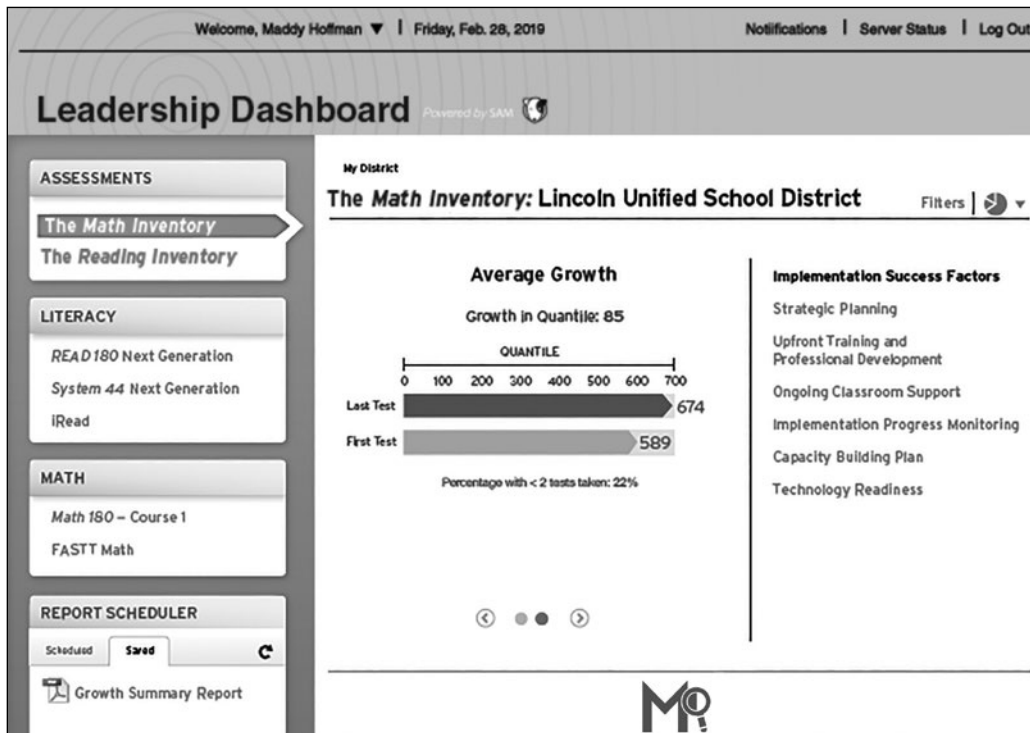 Welcome, Maddy Hoffman ▼ | Friday, Feb. 28, 2019
Notiifications | Server Status | Log Out
Leadership Dashboard Powered by SAM
ASSESSMENTS
The Math Inventory
The Reading Inventory
LITERACY
READ 180 Next Generation
System 44 Next Generation
iRead
MATH
Math 180 – Course 1
FASTT Math
REPORT SCHEDULER
Scheduled Saved
Growth Summary Report
My District
The Math Inventory: Lincoln Unified School District
Filters
Average Growth
Growth in Quantile: 85
QUANTILE
0 100 200 300 400 500 600 700
Last Test 674
First Test 589
Percentage with < 2 tests taken: 22%
Implementation Success Factors
Strategic Planning
Upfront Training and
Professional Development
Ongoing Classroom Support
Implementation Progress Monitoring
Capacity Building Plan
Technology Readiness